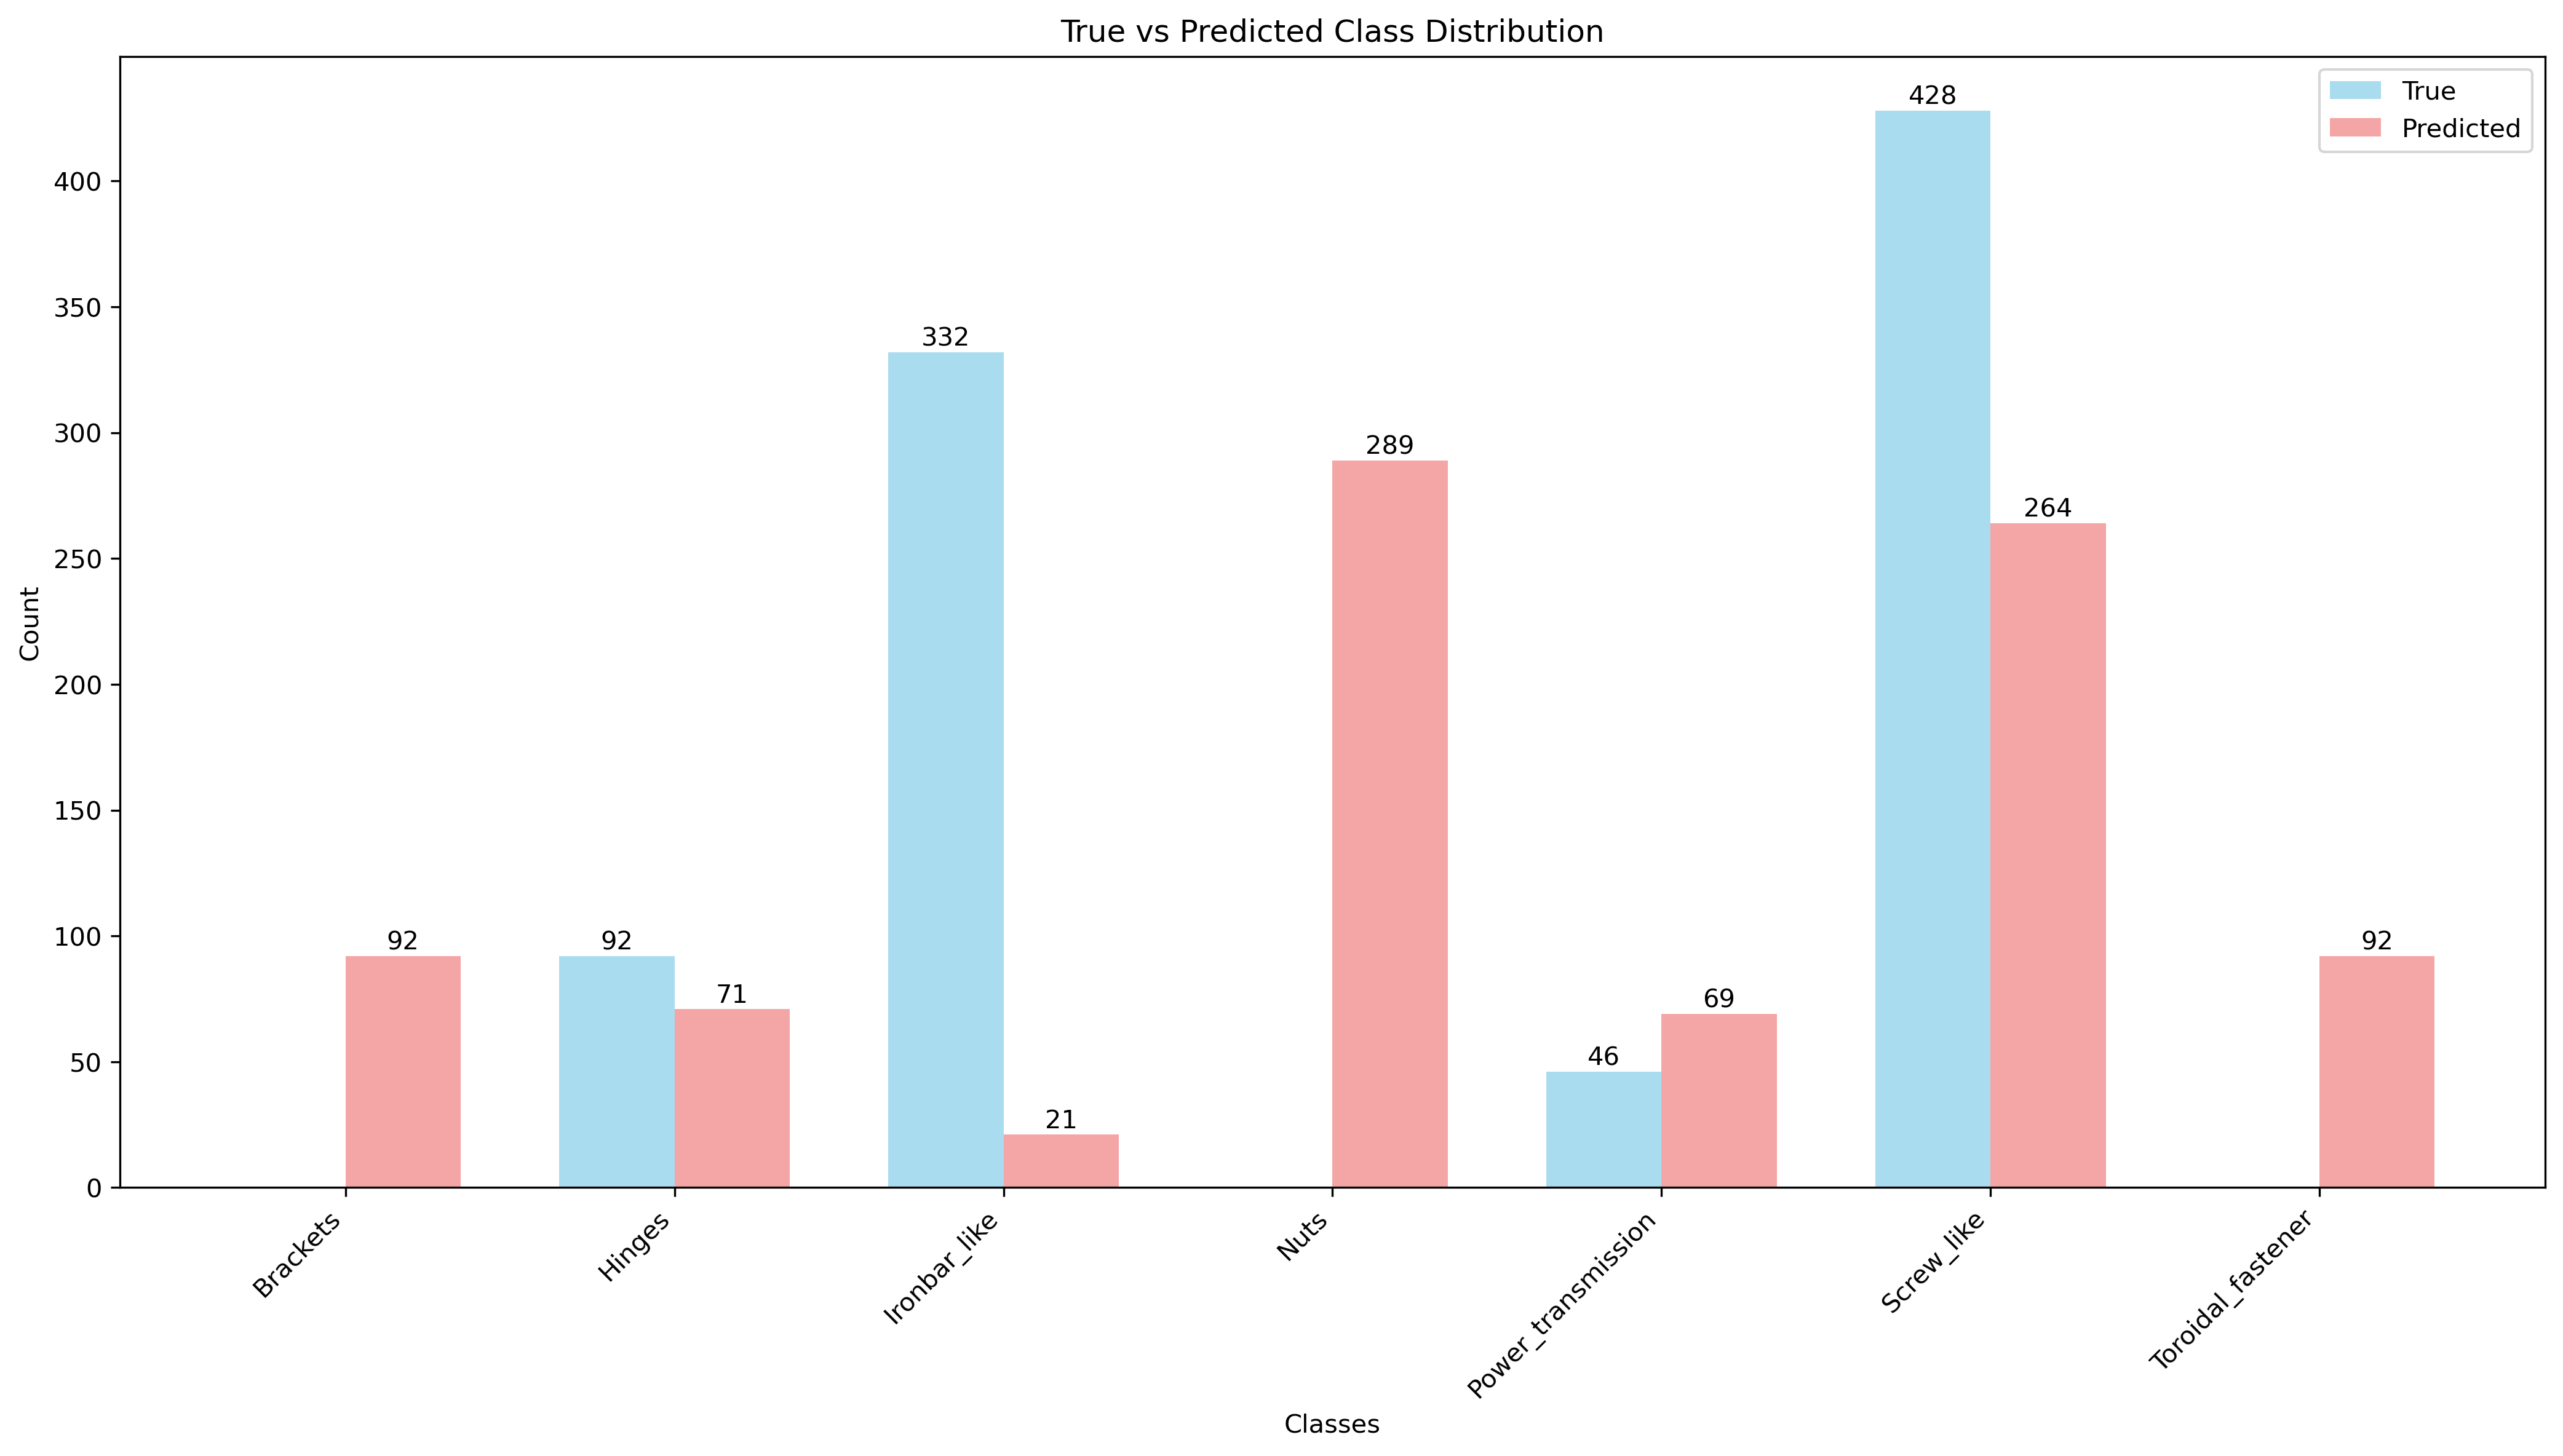 True vs Predicted Class Distribution
True
Predicted
Count
400
350
300
250
200
150
100
50
0
92
92
71
332
21
289
46
69
428
264
92
Brackets
Hinges
Ironbar_like
Nuts
Power_transmission
Screw_like
Toroidal_fastener
Classes